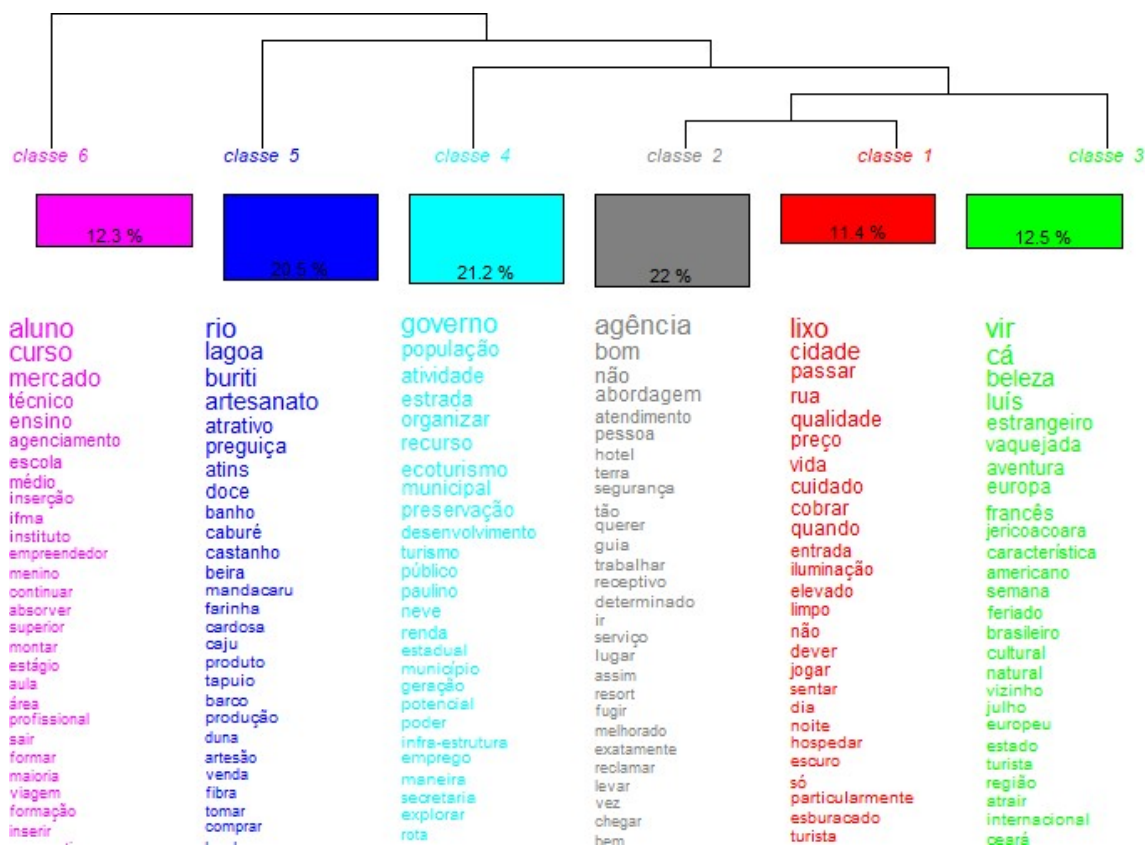 classe 6
classe 5
classe 4
classe 2
classe 1
classe 3
12.3 %
20.5 %
21.2 %
22 %
11.4 %
12.5 %
aluno
curso
mercado
técnico
ensino
agenciamento
escola
médio
inserção
ifma
instituto
empreendedor
menino
continuar
absorver
superior
montar
estágio
aula
área
profissional
sair
formar
maioria
viagem
formação
inserir
rio
lagoa
buriti
artesanato
atrativo
preguiça
atins
doce
banho
caburé
castanho
beira
mandacaru
farinha
cardosa
caju
produto
tapuio
barco
produção
duna
artesão
venda
fibra
tomar
comprar
governo
população
atividade
estrada
organizar
recurso
ecoturismo
municipal
preservação
desenvolvimento
turismo
público
paulino
neve
renda
estadual
município
geração
potencial
poder
infra-estrutura
emprego
maneira
secretaria
explorar
rota
agência
bom
não
abordagem
atendimento
pessoa
hotel
terra
segurança
tão
querer
guia
trabalhar
receptivo
determinado
ir
serviço
lugar
assim
resort
fugir
melhorado
exatamente
reclamar
levar
vez
chegar
bem
lixo
cidade
passar
rua
qualidade
preço
vida
cuidado
cobrar
quando
entrada
iluminação
elevado
limpo
não
dever
jogar
sentar
dia
noite
hospedar
escuro
só
particularmente
esburacado
turista
vir
cá
beleza
luís
estrangeiro
vaquejada
aventura
europa
francês
jericoacoara
característica
americano
semana
feriado
brasileiro
cultural
natural
vizinho
julho
europeu
estado
turista
região
atrair
internacional
ceará